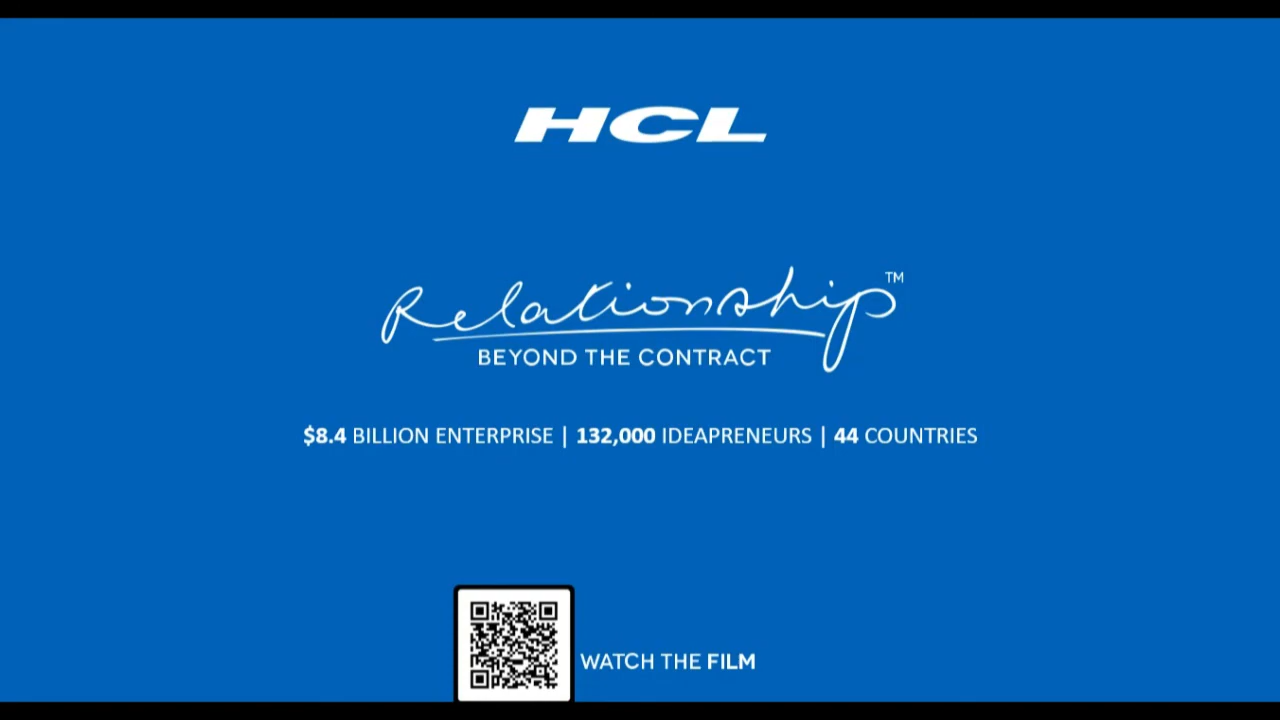 HCL
Relationship™
BEYOND THE CONTRACT
$8.4 BILLION ENTERPRISE | 132,000 IDEAPRENEURS | 44 COUNTRIES
WATCH THE FILM